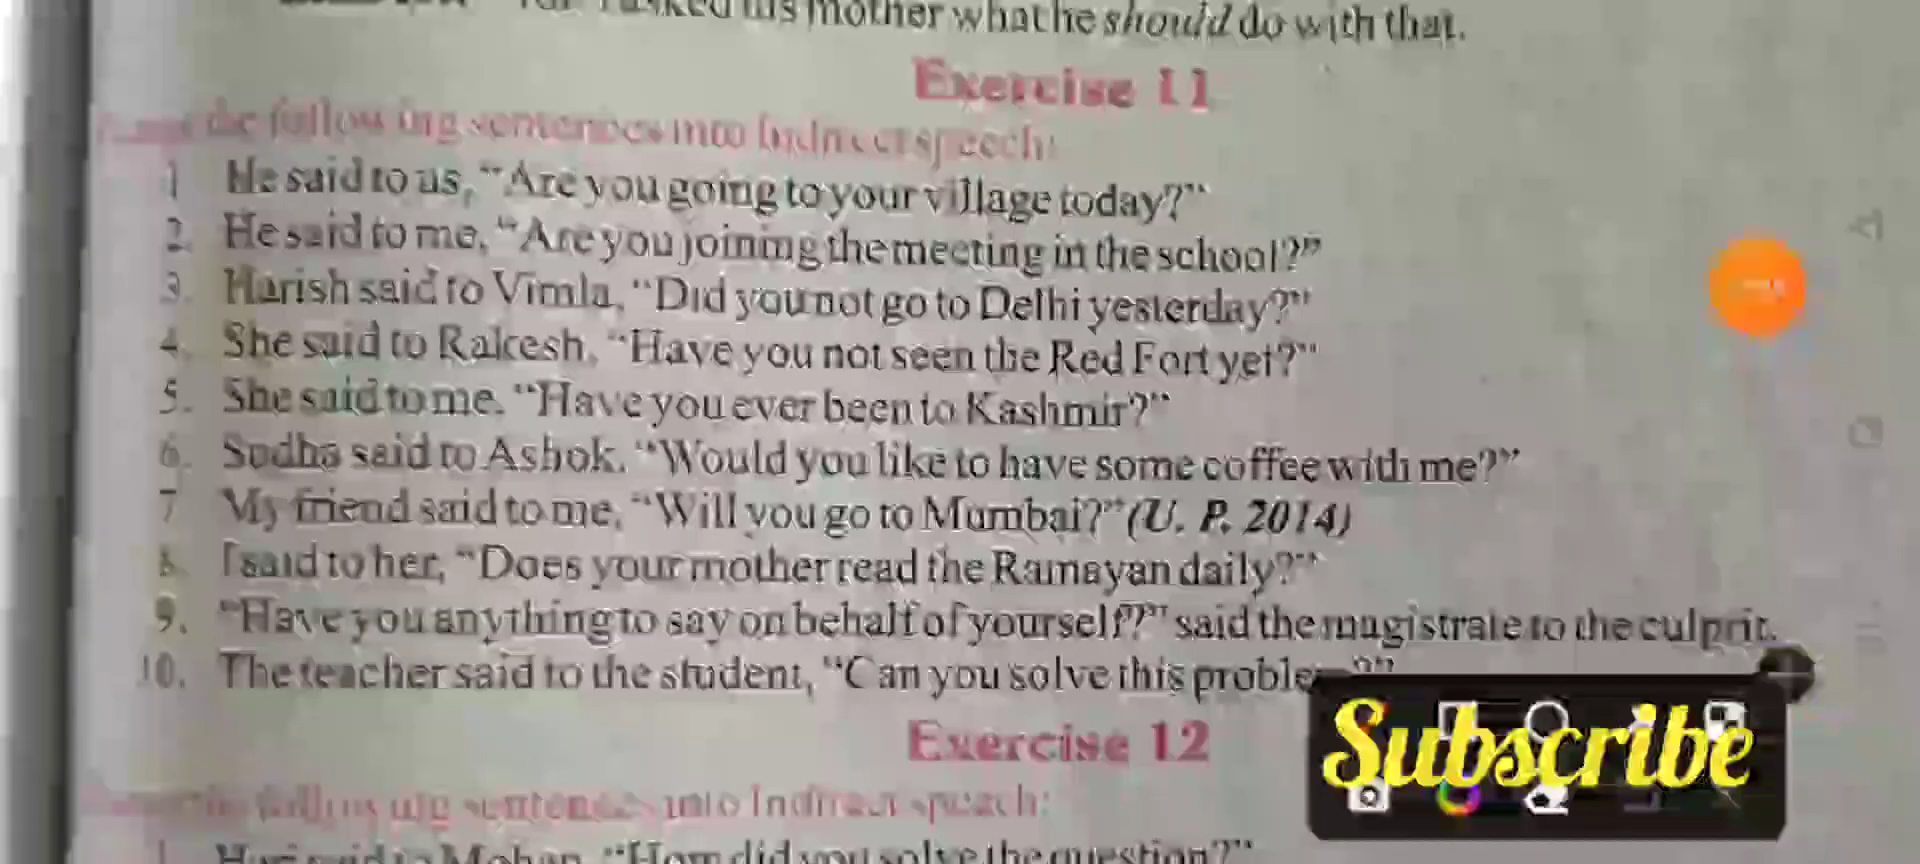 his mother what he should do with that.
Exercise 11
the following sentences into Indirect speech:
1 He said to us, "Are you going to your village today?"
2. He said to me, "Are you joining the meeting in the school?"
3. Harish said to Vimla, "Did you not go to Delhi yesterday?"
4. She said to Rakesh, "Have you not seen the Red Fort yet?"
5. She said to me, "Have you ever been to Kashmir?"
6. Sudha said to Ashok, "Would you like to have some coffee with me?"
7 My friend said to me, "Will you go to Mumbai?" (U. P. 2014)
8. I said to her, "Does your mother read the Ramayan daily?"
9. "Have you anything to say on behalf of yourself?" said the magistrate to the culprit.
10. The teacher said to the student, "Can you solve this
Subscribe
Exercise 12
the following sentences into Indirect speech:
1. Hari said to Mohan, "How did you solve the question?"